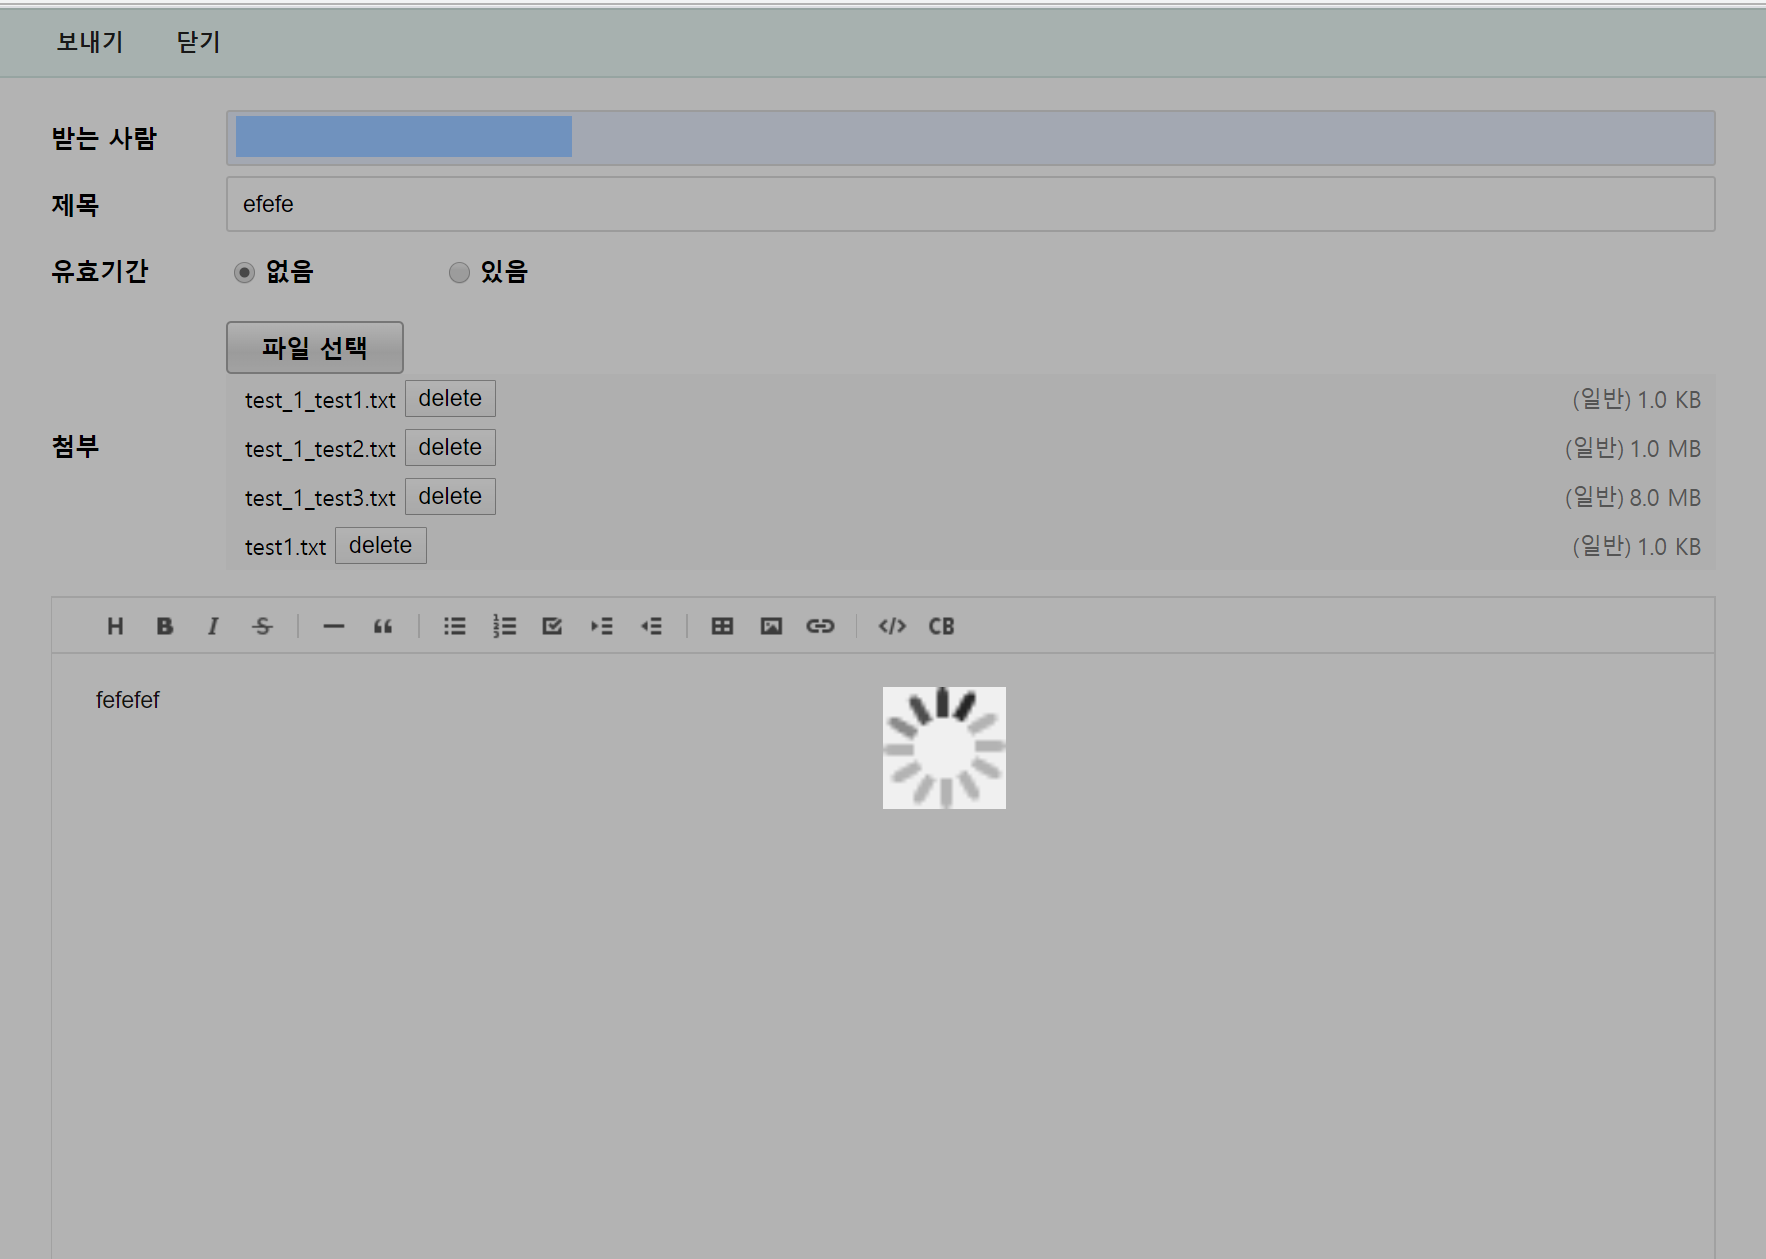 보내기 닫기
받는 사람
제목 efefe
유효기간 없음 있음
파일 선택
첨부
test_1_test1.txt delete (일반) 1.0 KB
test_1_test2.txt delete (일반) 1.0 MB
test_1_test3.txt delete (일반) 8.0 MB
test1.txt delete (일반) 1.0 KB
H B I S — “ </> CB
fefefef